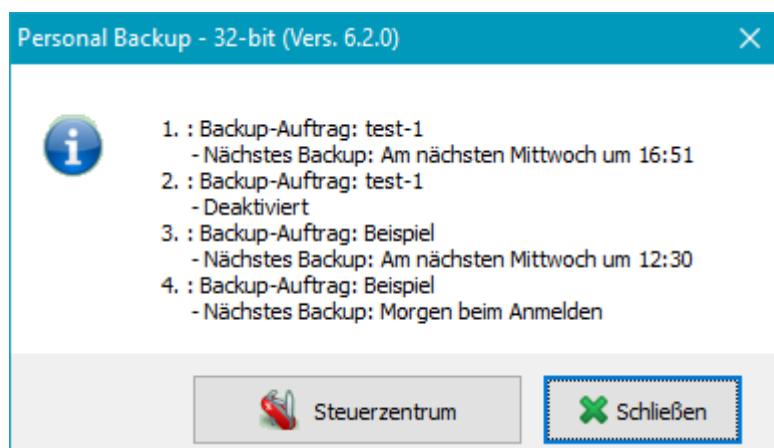 Personal Backup - 32-bit (Vers. 6.2.0)
1. : Backup-Auftrag: test-1
- Nächstes Backup: Am nächsten Mittwoch um 16:51
2. : Backup-Auftrag: test-1
- Deaktiviert
3. : Backup-Auftrag: Beispiel
- Nächstes Backup: Am nächsten Mittwoch um 12:30
4. : Backup-Auftrag: Beispiel
- Nächstes Backup: Morgen beim Anmelden
Steuerzentrum
Schließen